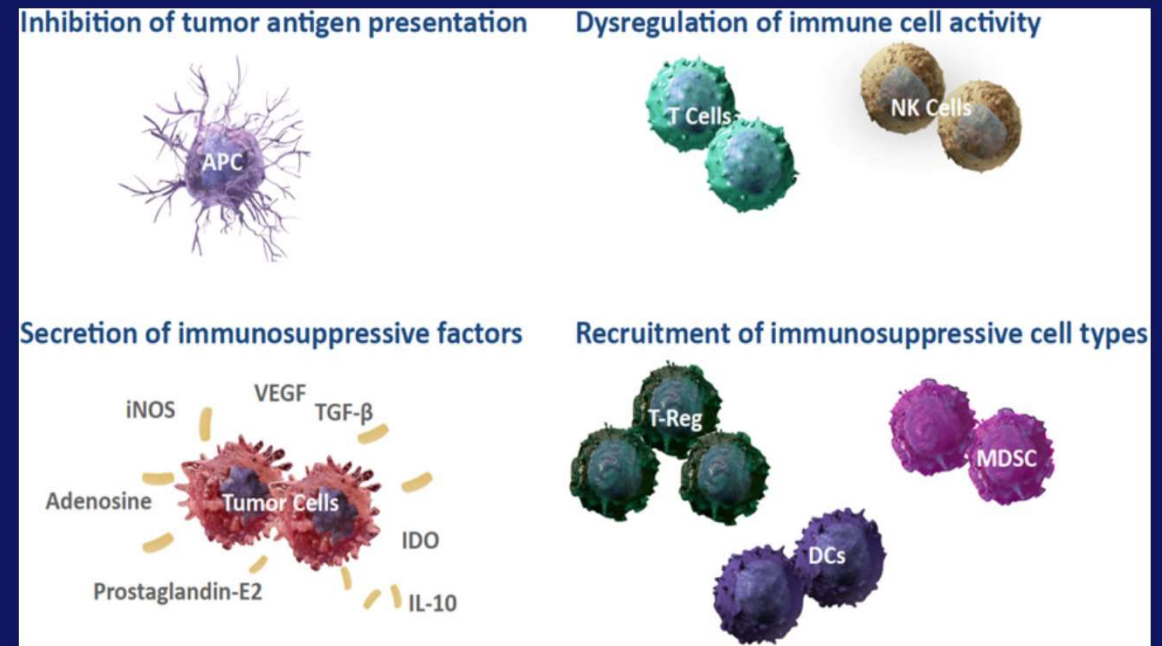 Inhibition of tumor antigen presentation
APC
Dysregulation of immune cell activity
T Cells
NK Cells
Secretion of immunosuppressive factors
VEGF
iNOS
TGF-β
Adenosine
Tumor Cells
IDO
Prostaglandin-E2
IL-10
Recruitment of immunosuppressive cell types
T-Reg
MDSC
DCs